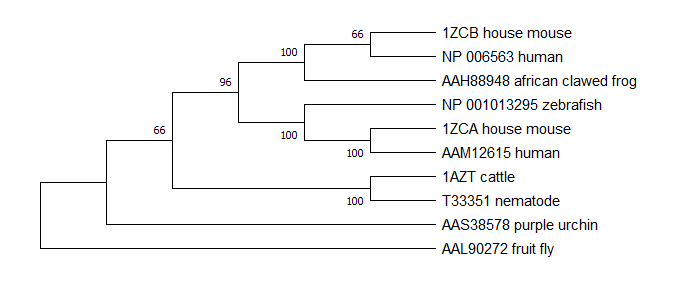 66
1ZCB house mouse
100
NP 006563 human
96
AAH88948 african clawed frog
NP 001013295 zebrafish
66
100
1ZCA house mouse
100
AAM12615 human
1AZT cattle
100
T33351 nematode
AAS38578 purple urchin
AAL90272 fruit fly